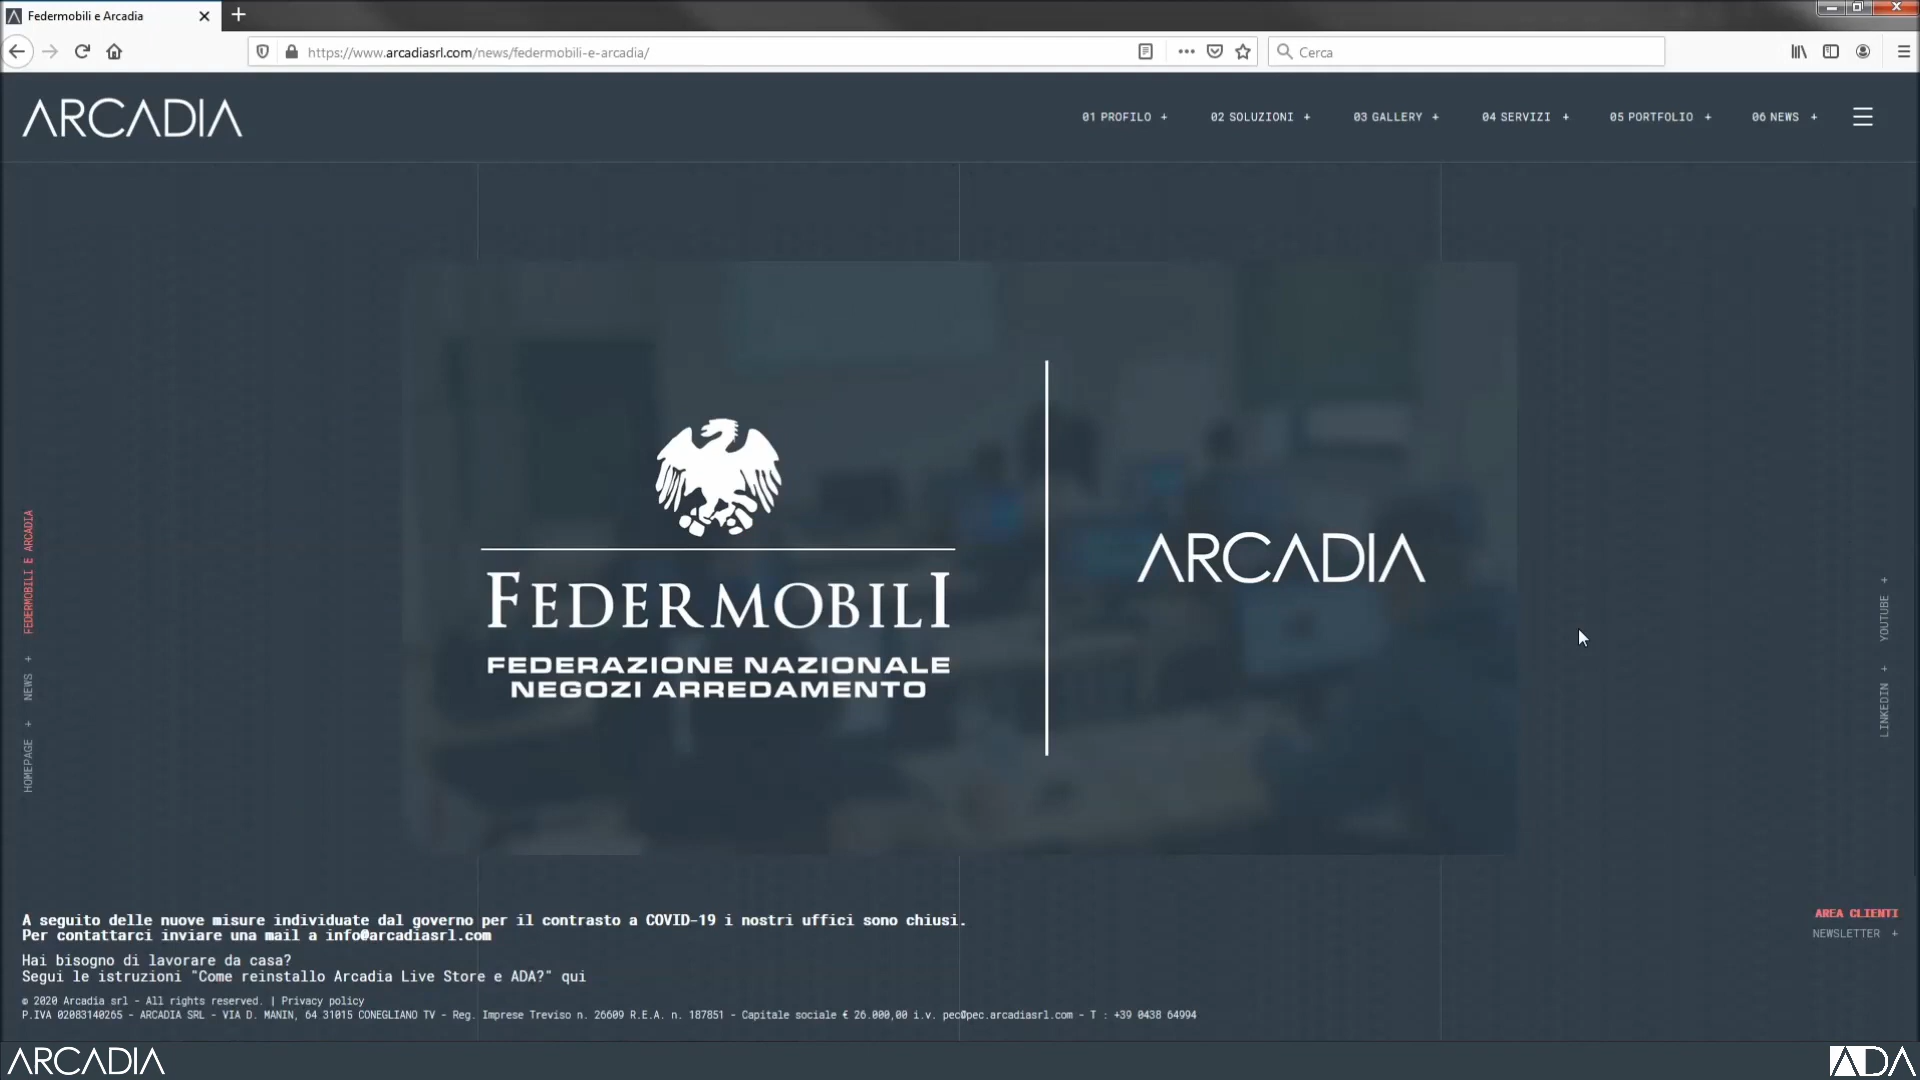 Federmobili e Arcadia
https://www.arcadiasrl.com/news/federmobili-e-arcadia/
Cerca
ARCADIA
01 PROFILO +
02 SOLUZIONI +
03 GALLERY +
04 SERVIZI +
05 PORTFOLIO +
06 NEWS +
FEDERMOBILI
FEDERAZIONE NAZIONALE
NEGOZI ARREDAMENTO
ARCADIA
HOMEPAGE + NEWS + FEDERMOBILI E ARCADIA
LINKEDIN + YOUTUBE +
A seguito delle nuove misure individuate dal governo per il contrasto a COVID-19 i nostri uffici sono chiusi.
Per contattarci inviare una mail a info@arcadiasrl.com
Hai bisogno di lavorare da casa?
Segui le istruzioni "Come reinstallo Arcadia Live Store e ADA?" qui
© 2020 Arcadia srl - All rights reserved. | Privacy policy
P.IVA 02083140265 - ARCADIA SRL - VIA D. MANIN, 64 31015 CONEGLIANO TV - Reg. Imprese Treviso n. 26609 R.E.A. n. 187851 - Capitale sociale € 26.000,00 i.v. pec@pec.arcadiasrl.com - T : +39 0438 64994
AREA CLIENTI
NEWSLETTER +
ARCADIA
ADA